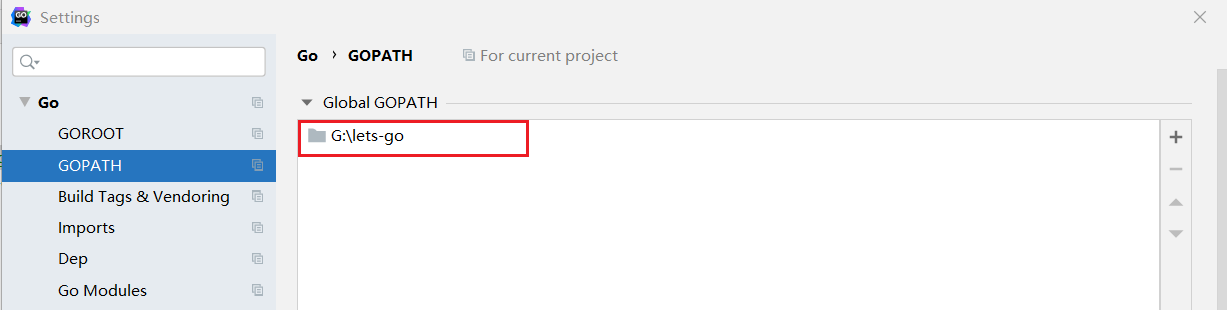 Settings
Go › GOPATH For current project
Go
GOROOT
GOPATH
Build Tags & Vendoring
Imports
Dep
Go Modules
Global GOPATH
G:\lets-go